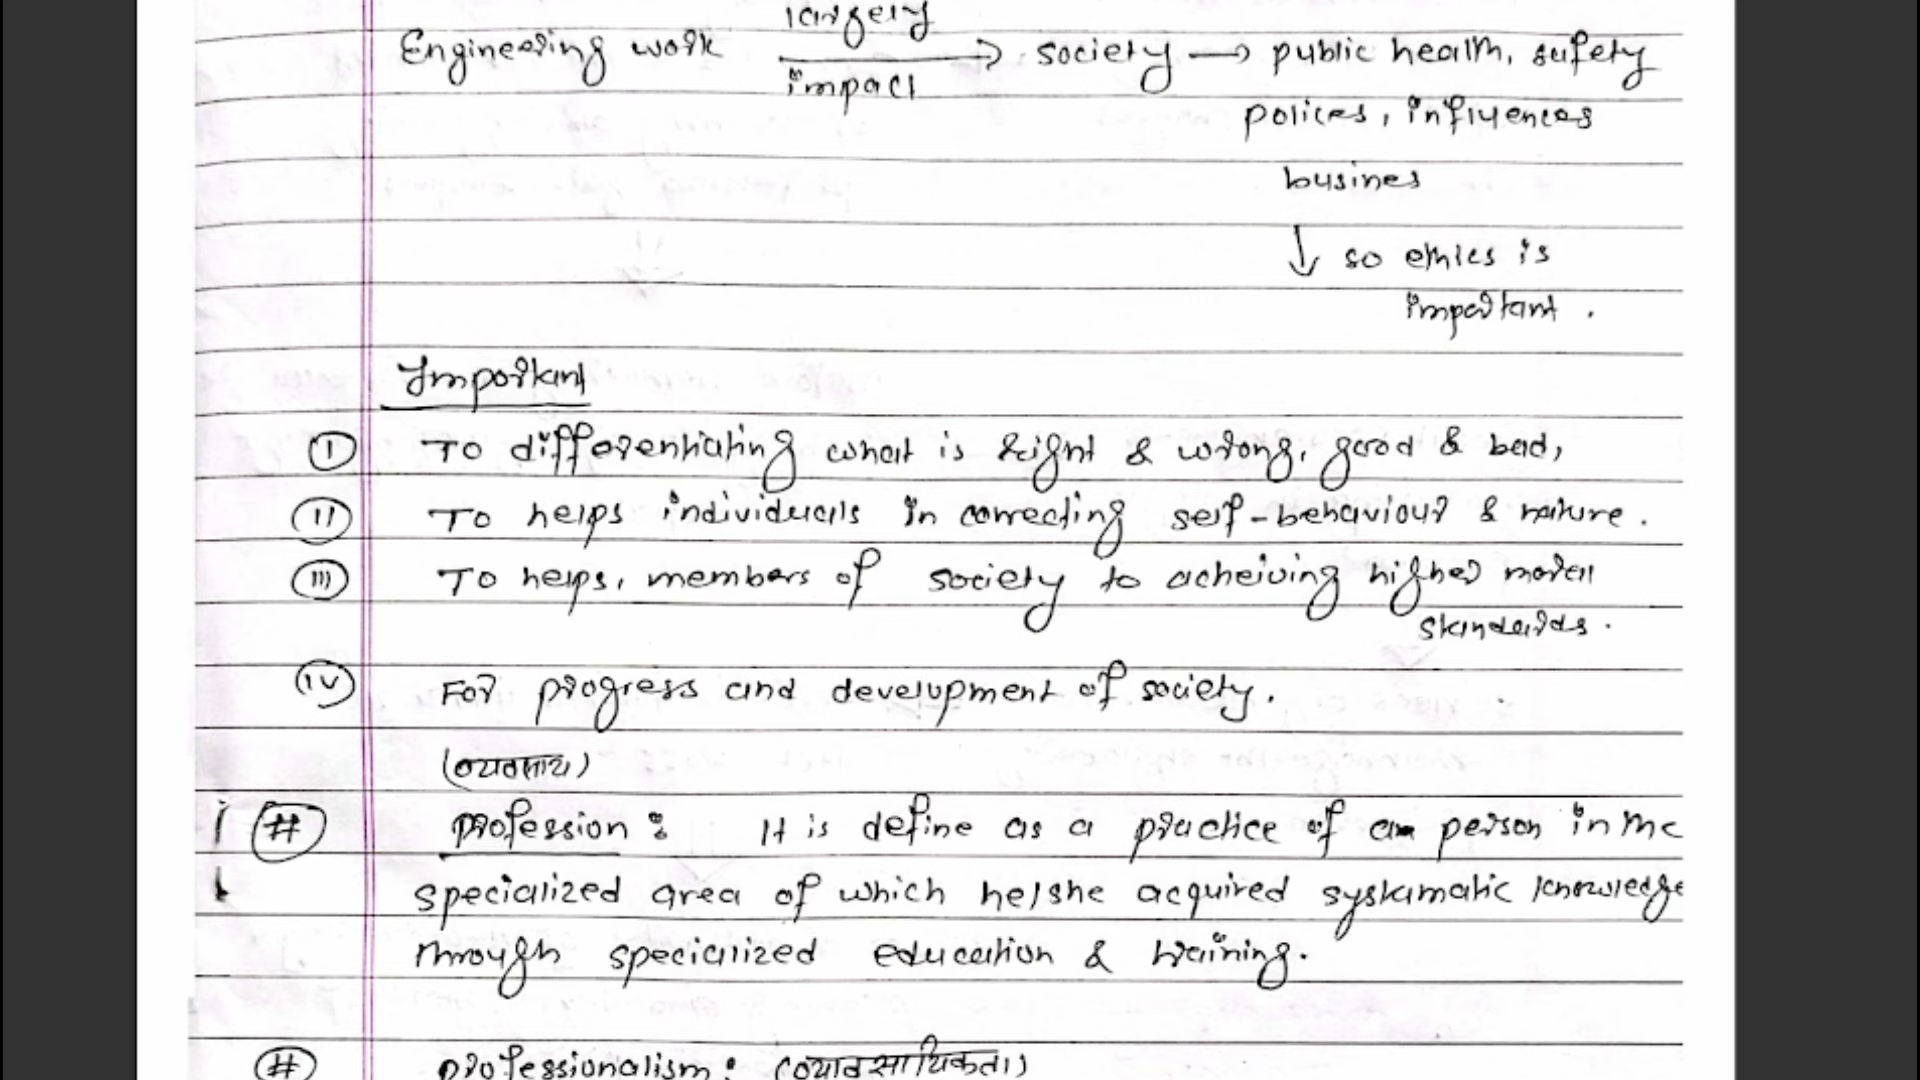 largely
Engineering work → society → public health, sufety
impact
polices, influences
busines
↓ so ethics is
important.
Important
(I) To differentiating what is Right & wrong, good & bad,
(II) To helps individuals in correcting self-behaviour & nature.
(III) To helps, members of society to acheiving higher moral
standards.
(IV) For progress and development of society.
(व्यवसाय)
# Profession: It is define as a practice of a person in the
specialized area of which he/she acquired systamatic knowledge
through specialized education & training.
# professionalism: (व्यावसायिकता)